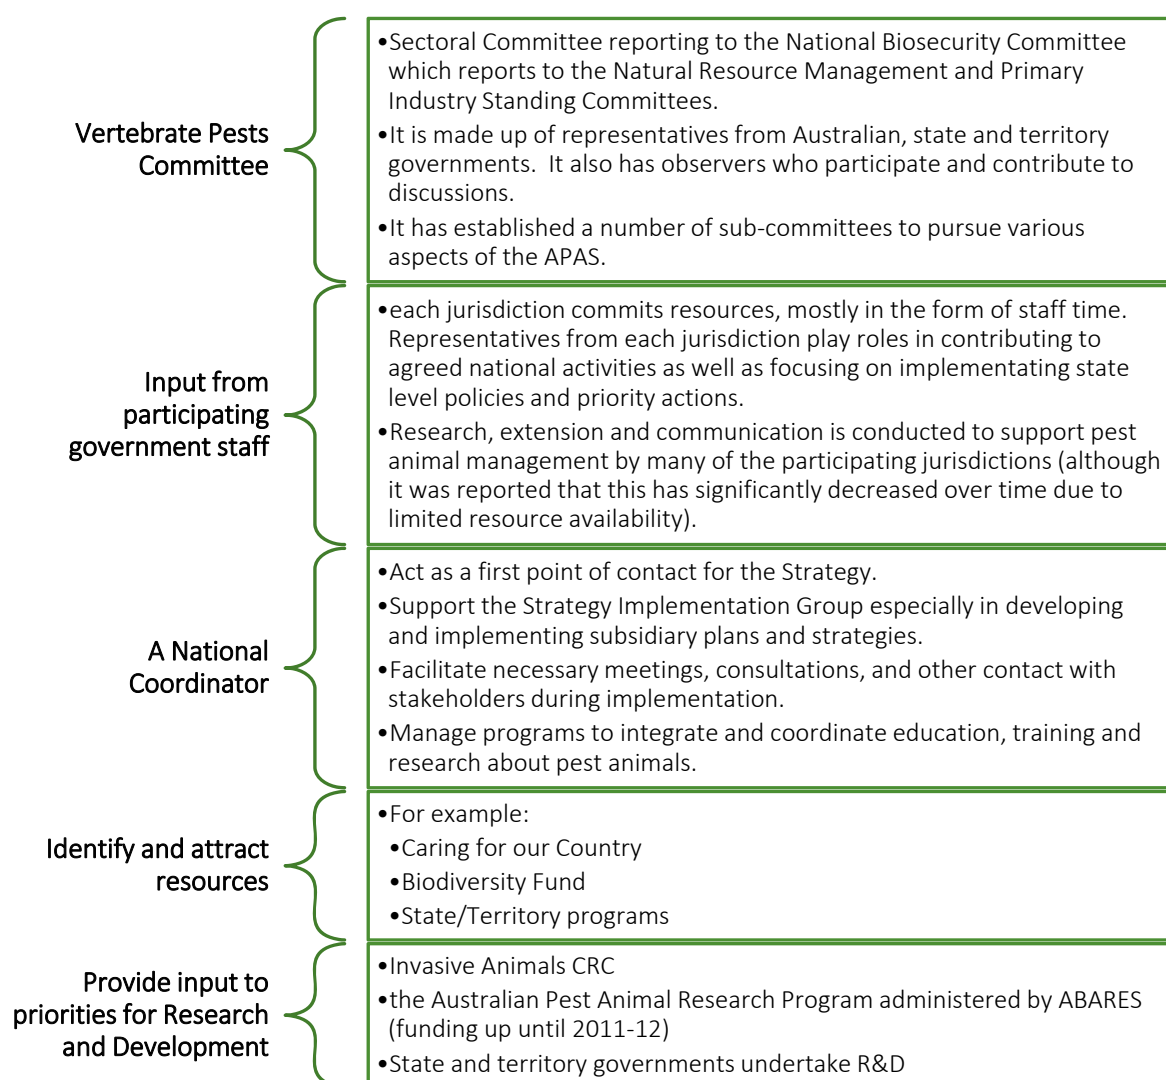 Vertebrate Pests
Committee
•Sectoral Committee reporting to the National Biosecurity Committee
which reports to the Natural Resource Management and Primary
Industry Standing Committees.
•It is made up of representatives from Australian, state and territory
governments.  It also has observers who participate and contribute to
discussions.
•It has established a number of sub-committees to pursue various
aspects of the APAS.
Input from
participating
government staff
•each jurisdiction commits resources, mostly in the form of staff time.
Representatives from each jurisdiction play roles in contributing to
agreed national activities as well as focusing on implementating state
level policies and priority actions.
•Research, extension and communication is conducted to support pest
animal management by many of the participating jurisdictions (although
it was reported that this has significantly decreased over time due to
limited resource availability).
A National
Coordinator
•Act as a first point of contact for the Strategy.
•Support the Strategy Implementation Group especially in developing
and implementing subsidiary plans and strategies.
•Facilitate necessary meetings, consultations, and other contact with
stakeholders during implementation.
•Manage programs to integrate and coordinate education, training and
research about pest animals.
Identify and attract
resources
•For example:
•Caring for our Country
•Biodiversity Fund
•State/Territory programs
Provide input to
priorities for Research
and Development
•Invasive Animals CRC
•the Australian Pest Animal Research Program administered by ABARES
(funding up until 2011-12)
•State and territory governments undertake R&D